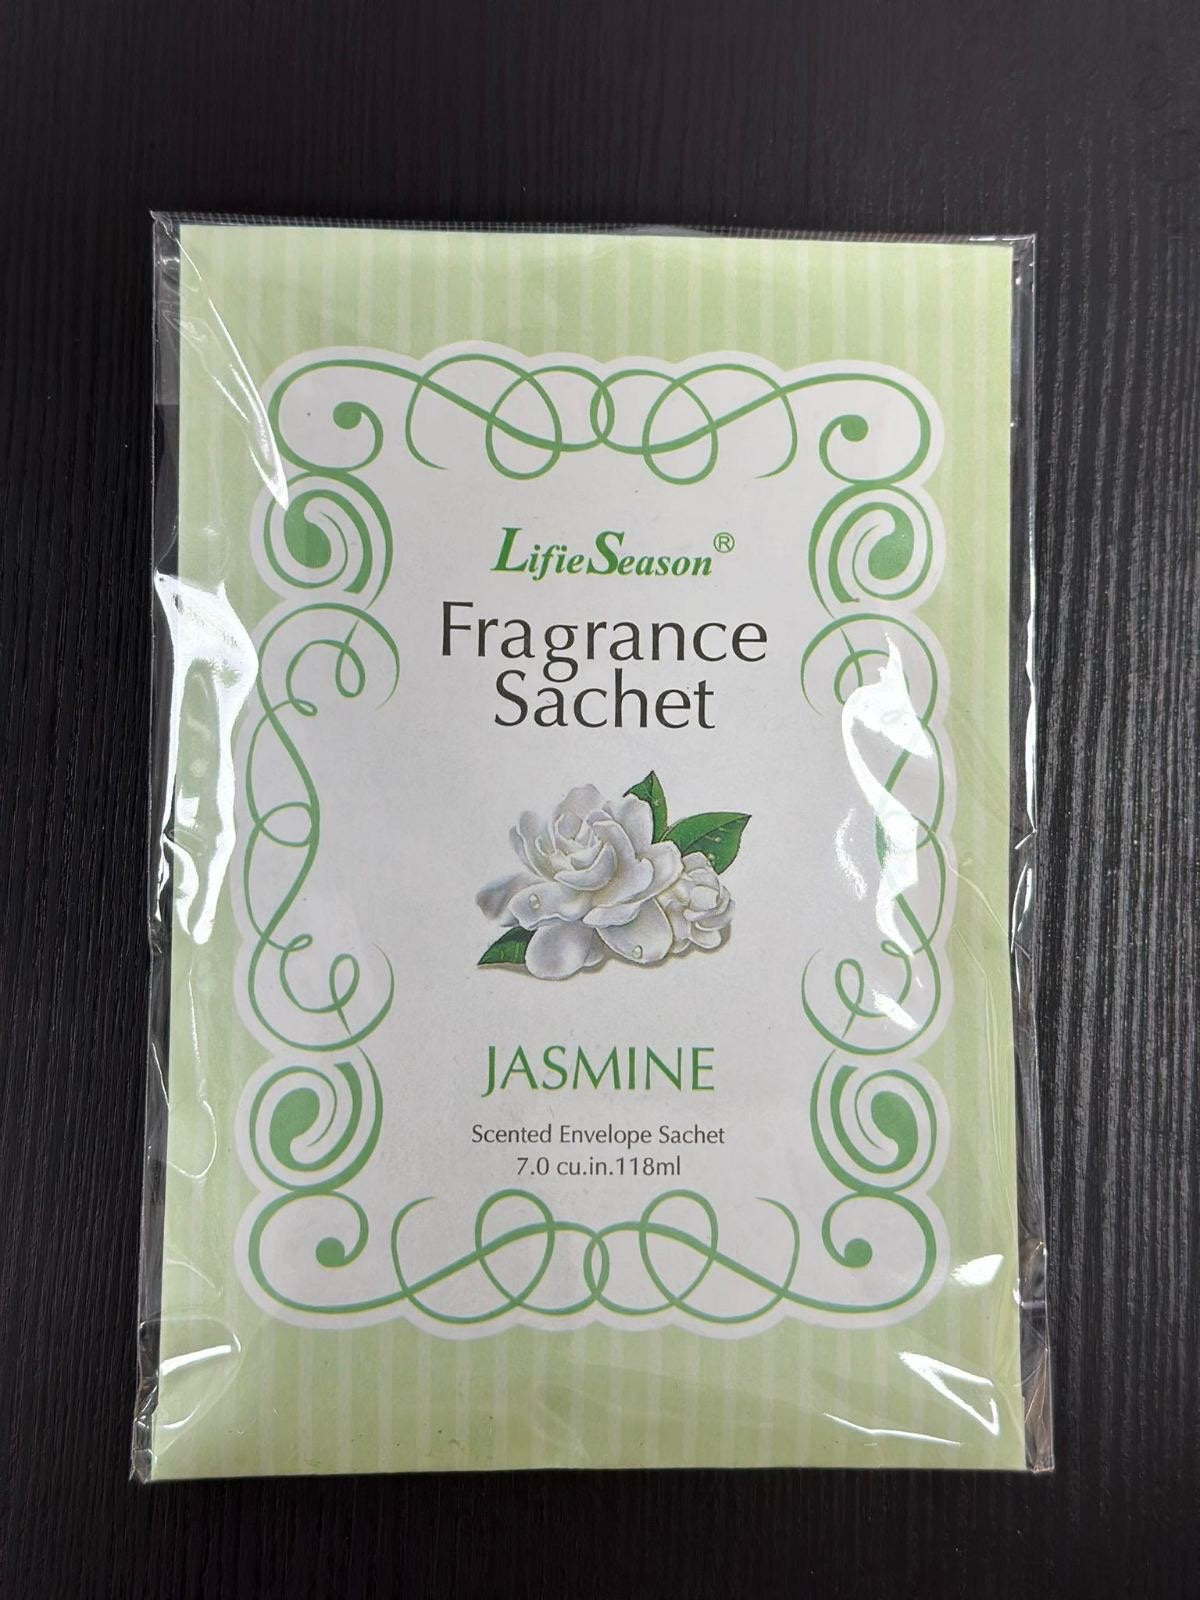 LifieSeason®
Fragrance
Sachet
JASMINE
Scented Envelope Sachet
7.0 cu.in.118ml